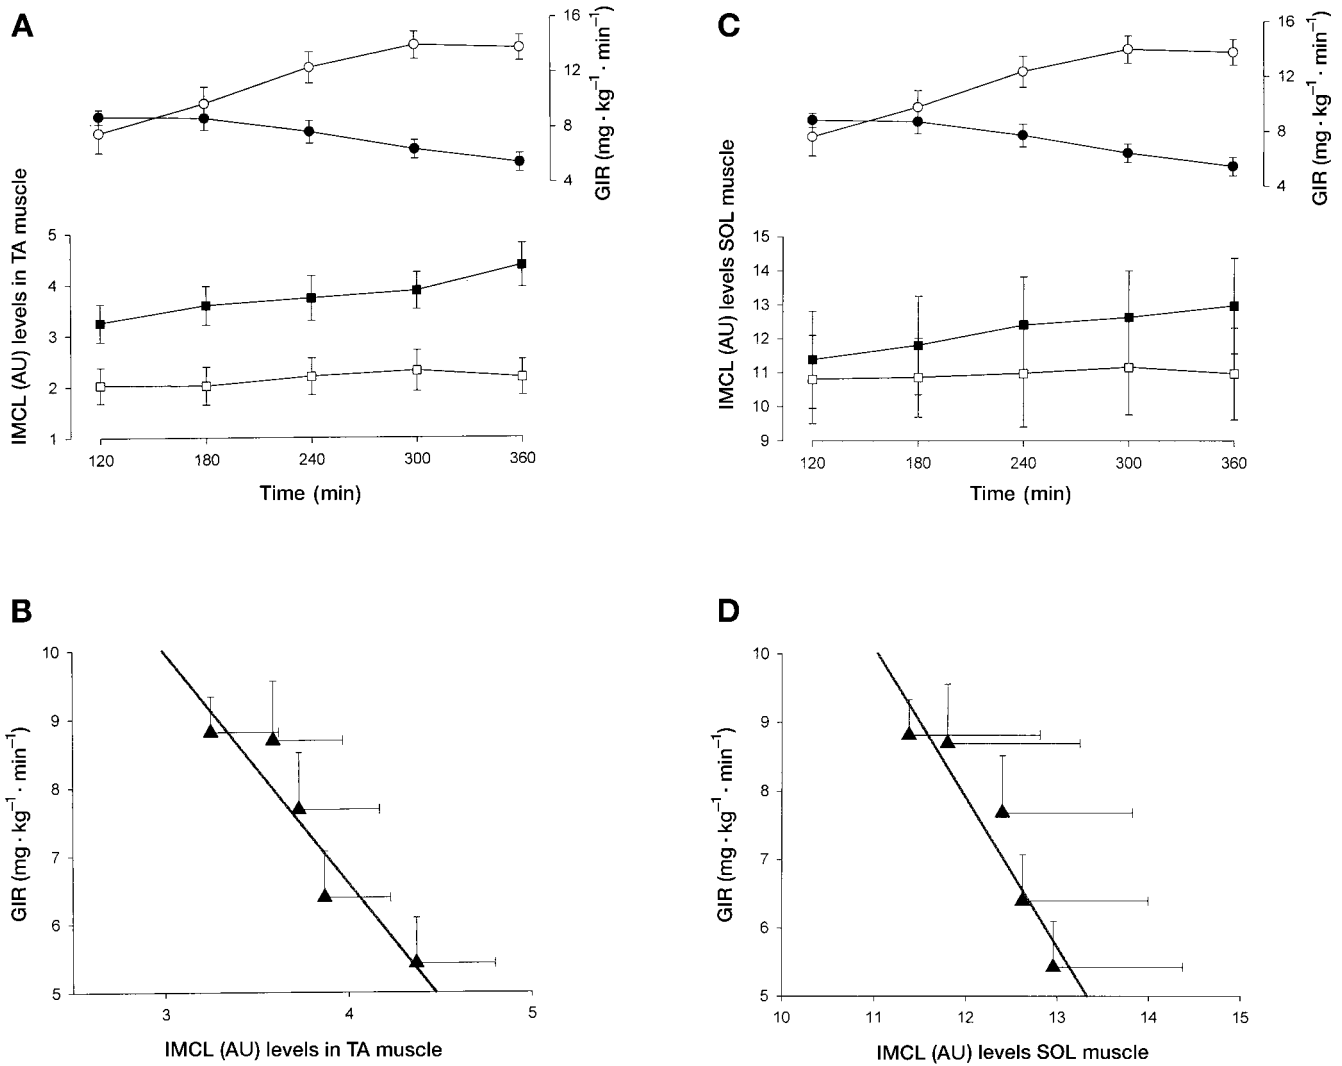 A
16
12
8
4
GIR (mg · kg⁻¹ · min⁻¹)
IMCL (AU) levels in TA muscle
5
4
3
2
1
120 180 240 300 360
Time (min)
C
16
12
8
4
GIR (mg · kg⁻¹ · min⁻¹)
IMCL (AU) levels SOL muscle
15
14
13
12
11
10
9
120 180 240 300 360
Time (min)
B
GIR (mg · kg⁻¹ · min⁻¹)
10
9
8
7
6
5
3 4 5
IMCL (AU) levels in TA muscle
D
GIR (mg · kg⁻¹ · min⁻¹)
10
9
8
7
6
5
10 11 12 13 14 15
IMCL (AU) levels SOL muscle